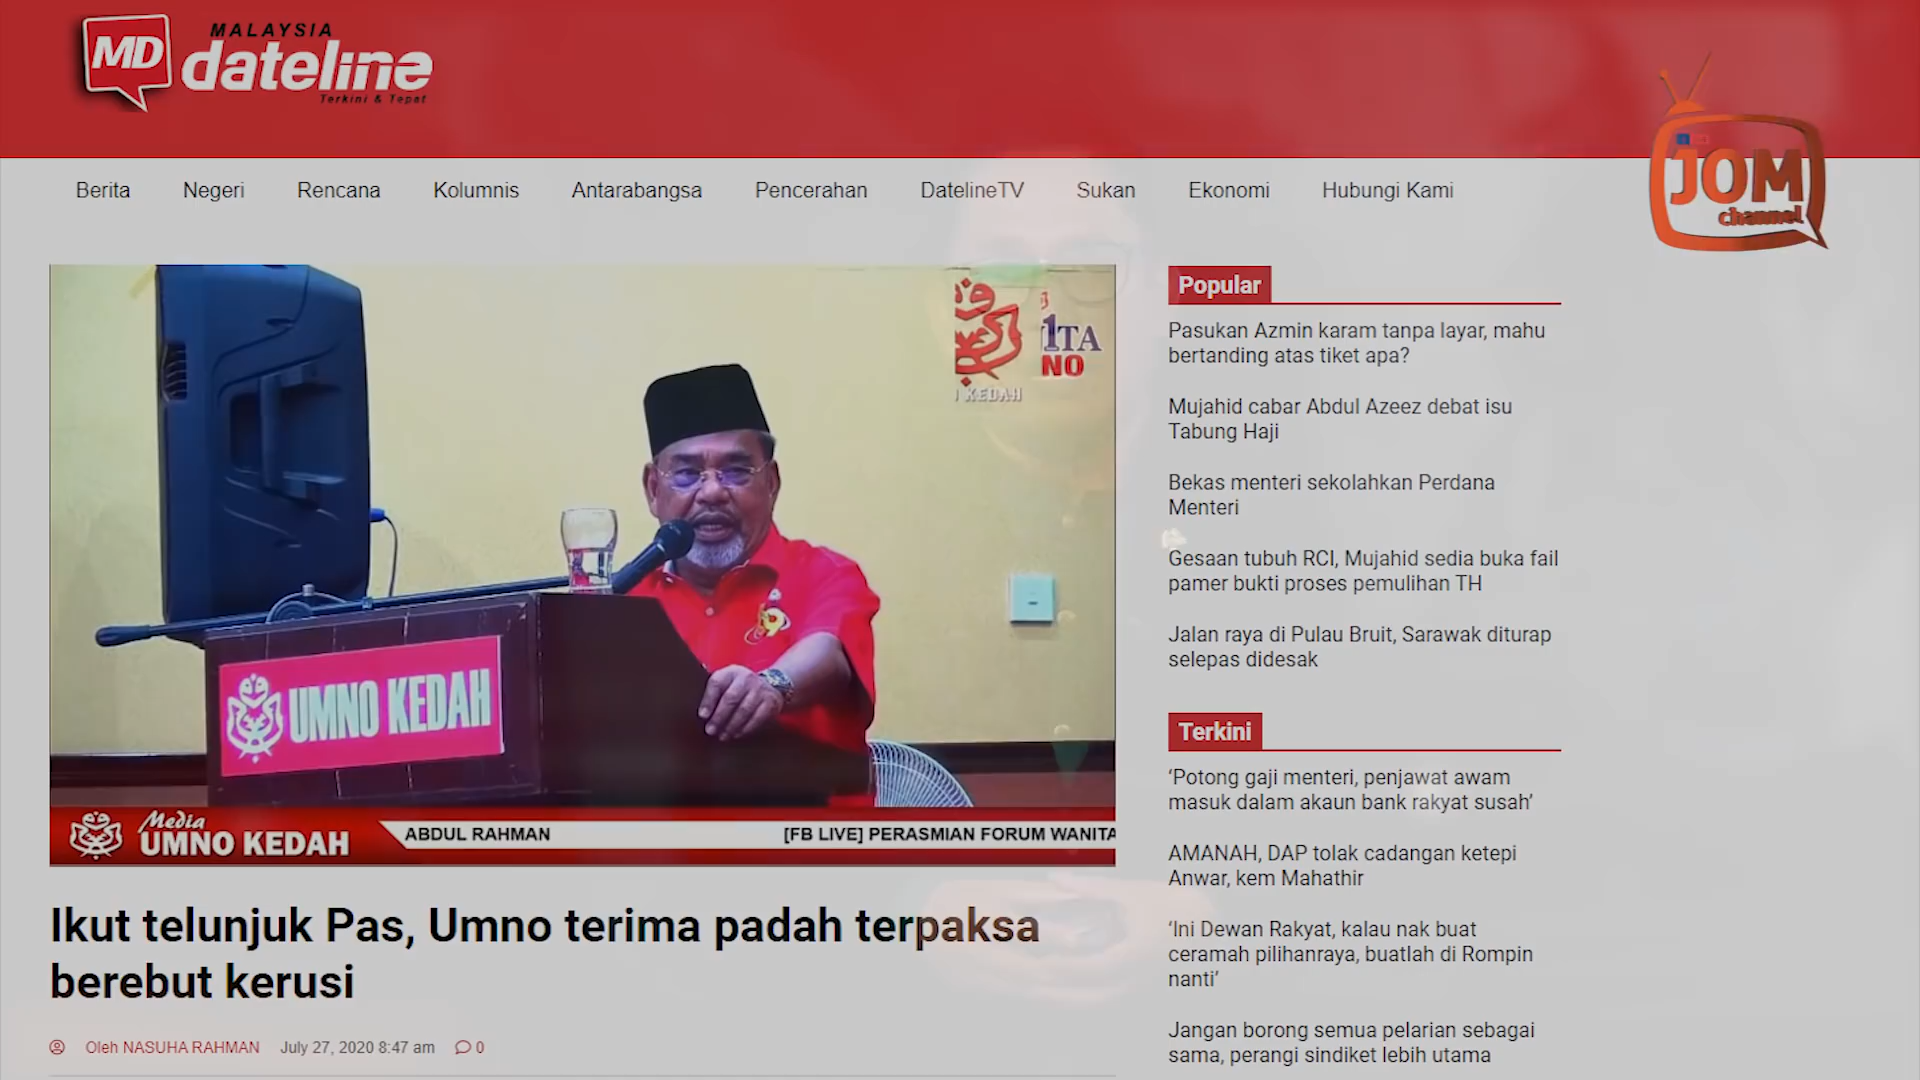 MD
MALAYSIA
dateline
Terkini & Tepat
JOM
channel
Berita Negeri Rencana Kolumnis Antarabangsa Pencerahan DatelineTV Sukan Ekonomi Hubungi Kami
1TA
NO
KEDAH
UMNO KEDAH
Media
UMNO KEDAH
ABDUL RAHMAN [FB LIVE] PERASMIAN FORUM WANITA
Ikut telunjuk Pas, Umno terima padah terpaksa
berebut kerusi
Oleh NASUHA RAHMAN July 27, 2020 8:47 am 0
Popular
Pasukan Azmin karam tanpa layar, mahu
bertanding atas tiket apa?
Mujahid cabar Abdul Azeez debat isu
Tabung Haji
Bekas menteri sekolahkan Perdana
Menteri
Gesaan tubuh RCI, Mujahid sedia buka fail
pamer bukti proses pemulihan TH
Jalan raya di Pulau Bruit, Sarawak diturap
selepas didesak
Terkini
‘Potong gaji menteri, penjawat awam
masuk dalam akaun bank rakyat susah’
AMANAH, DAP tolak cadangan ketepi
Anwar, kem Mahathir
‘Ini Dewan Rakyat, kalau nak buat
ceramah pilihanraya, buatlah di Rompin
nanti’
Jangan borong semua pelarian sebagai
sama, perangi sindiket lebih utama